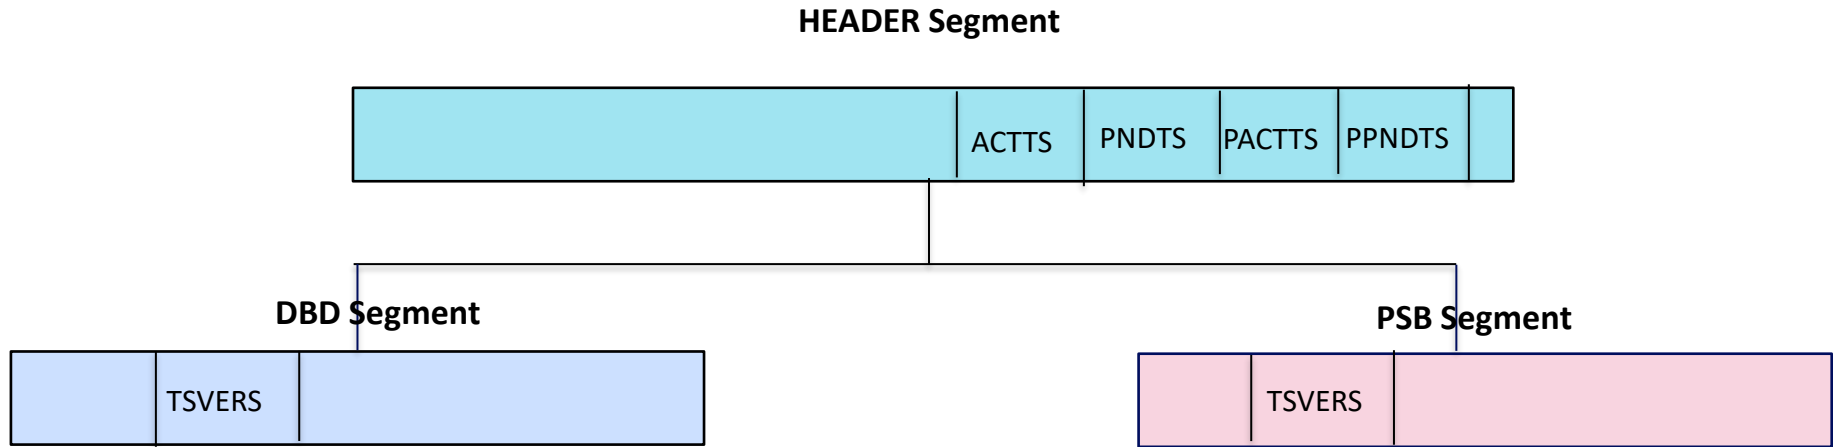 HEADER Segment
ACTTS PNDTS PACTTS PPNDTS
DBD Segment
PSB Segment
TSVERS
TSVERS